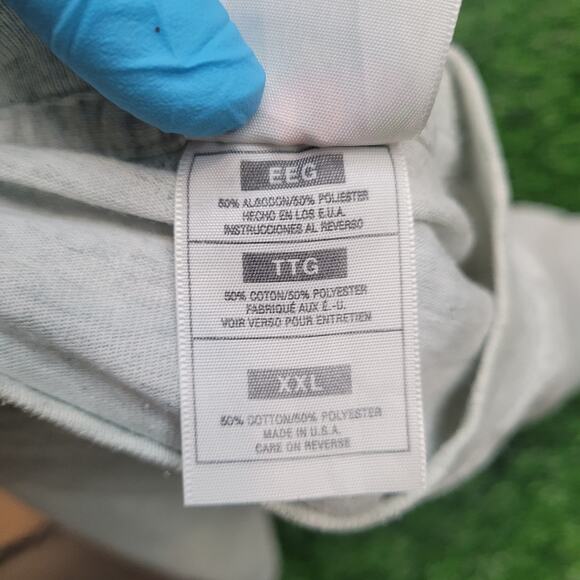 EEG
50% ALGODON/50% POLIESTER
HECHO EN LOS E.U.A.
INSTRUCCIONES AL REVERSO
TTG
50% COTON/50% POLYESTER
FABRIQUÉ AUX É.-U.
VOIR VERSO POUR ENTRETIEN
XXL
50% COTTON/50% POLYESTER
MADE IN U.S.A.
CARE ON REVERSE